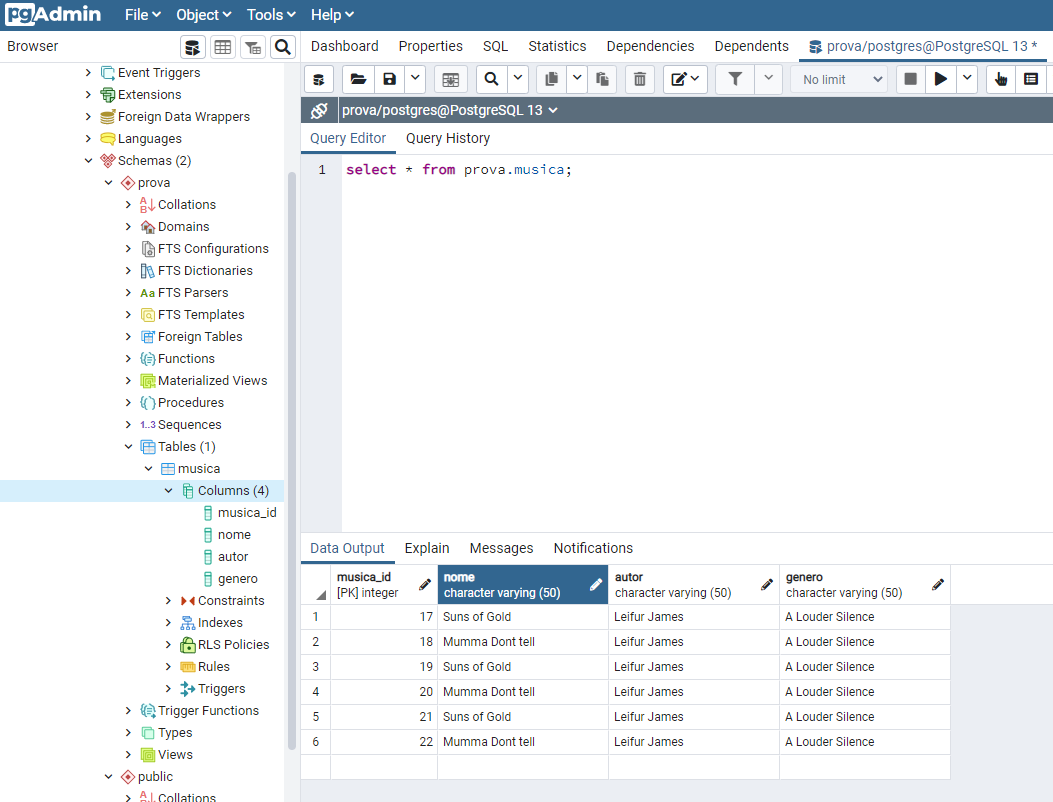 pgAdmin File Object Tools Help
Browser
Dashboard Properties SQL Statistics Dependencies Dependents prova/postgres@PostgreSQL 13 *
No limit
prova/postgres@PostgreSQL 13
Query Editor Query History
1 select * from prova.musica;
Event Triggers
Extensions
Foreign Data Wrappers
Languages
Schemas (2)
prova
Collations
Domains
FTS Configurations
FTS Dictionaries
Aa FTS Parsers
FTS Templates
Foreign Tables
Functions
Materialized Views
Procedures
1..3 Sequences
Tables (1)
musica
Columns (4)
musica_id
nome
autor
genero
Constraints
Indexes
RLS Policies
Rules
Triggers
Trigger Functions
Types
Views
public
Collations
Data Output Explain Messages Notifications
musica_id nome autor genero
[PK] integer character varying (50) character varying (50) character varying (50)
1 17 Suns of Gold Leifur James A Louder Silence
2 18 Mumma Dont tell Leifur James A Louder Silence
3 19 Suns of Gold Leifur James A Louder Silence
4 20 Mumma Dont tell Leifur James A Louder Silence
5 21 Suns of Gold Leifur James A Louder Silence
6 22 Mumma Dont tell Leifur James A Louder Silence